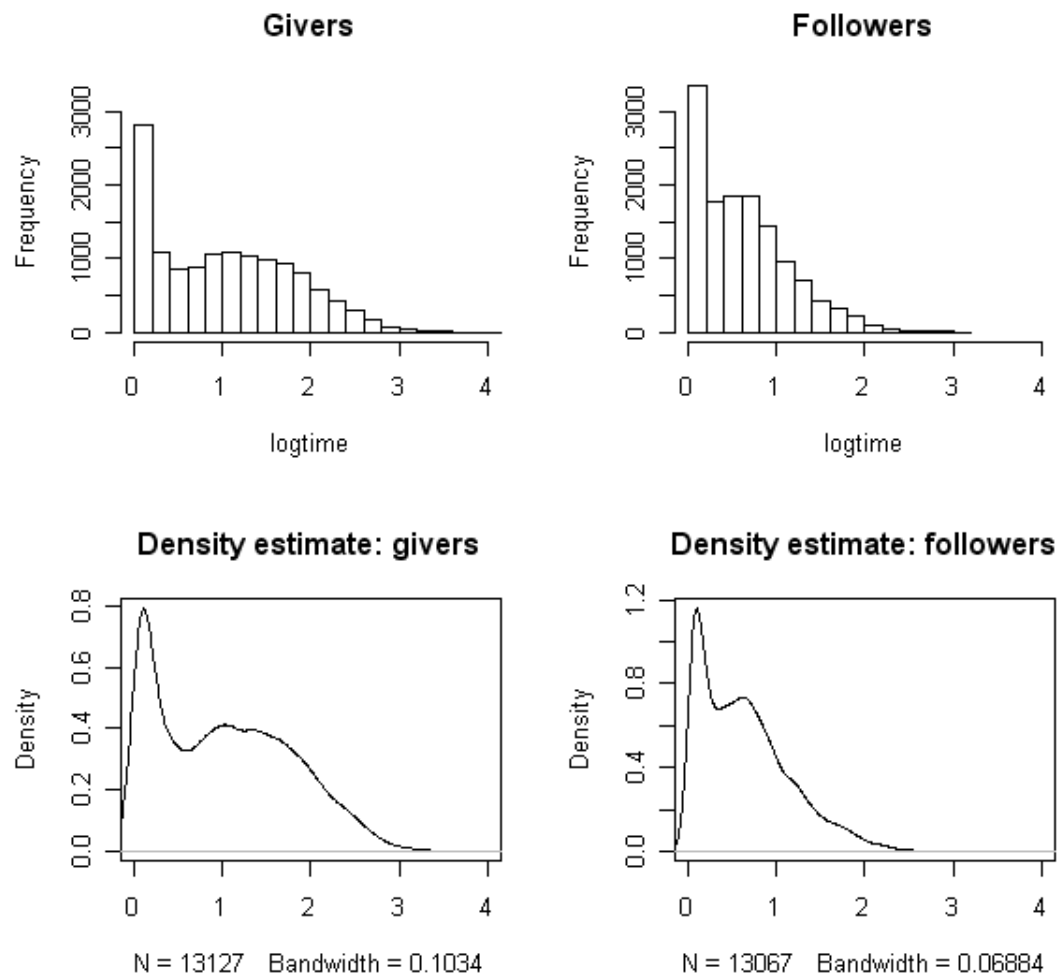 Givers
Frequency
0 1000 2000 3000
0 1 2 3 4
logtime
Followers
Frequency
0 1000 2000 3000
0 1 2 3 4
logtime
Density estimate: givers
Density
0.0 0.2 0.4 0.6 0.8
0 1 2 3 4
N = 13127 Bandwidth = 0.1034
Density estimate: followers
Density
0.0 0.4 0.8 1.2
0 1 2 3 4
N = 13067 Bandwidth = 0.06884